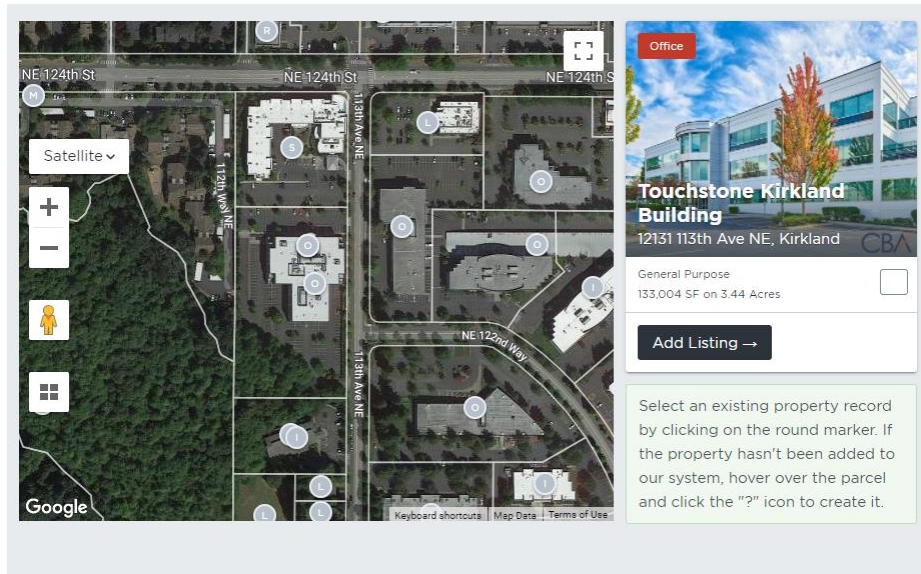 R
NE 124th St
NE 124th St
NE 124th S
M
Satellite
113th Ave NE
L
S
112th Way NE
O
O
O
O
O
I
NE 122nd Way
113th Ave NE
O
I
I
L
L
L
Google
Keyboard shortcuts
Map Data
Terms of Use
Office
Touchstone Kirkland
Building
12131 113th Ave NE, Kirkland
CBA
General Purpose
133,004 SF on 3.44 Acres
Add Listing →
Select an existing property record
by clicking on the round marker. If
the property hasn't been added to
our system, hover over the parcel
and click the "?" icon to create it.